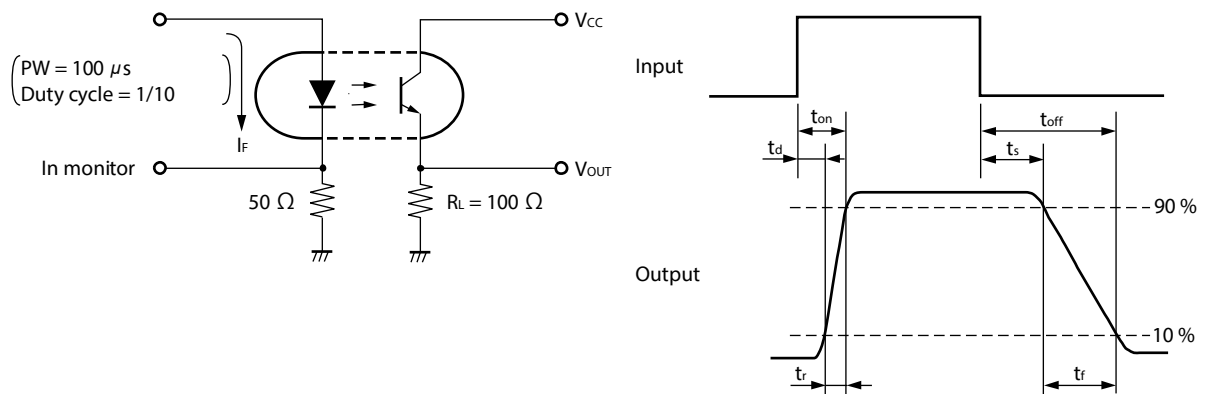 VCC
PW = 100 μs
Duty cycle = 1/10
IF
In monitor
VOUT
50 Ω
RL = 100 Ω
Input
ton
toff
td
ts
90 %
Output
10 %
tr
tf